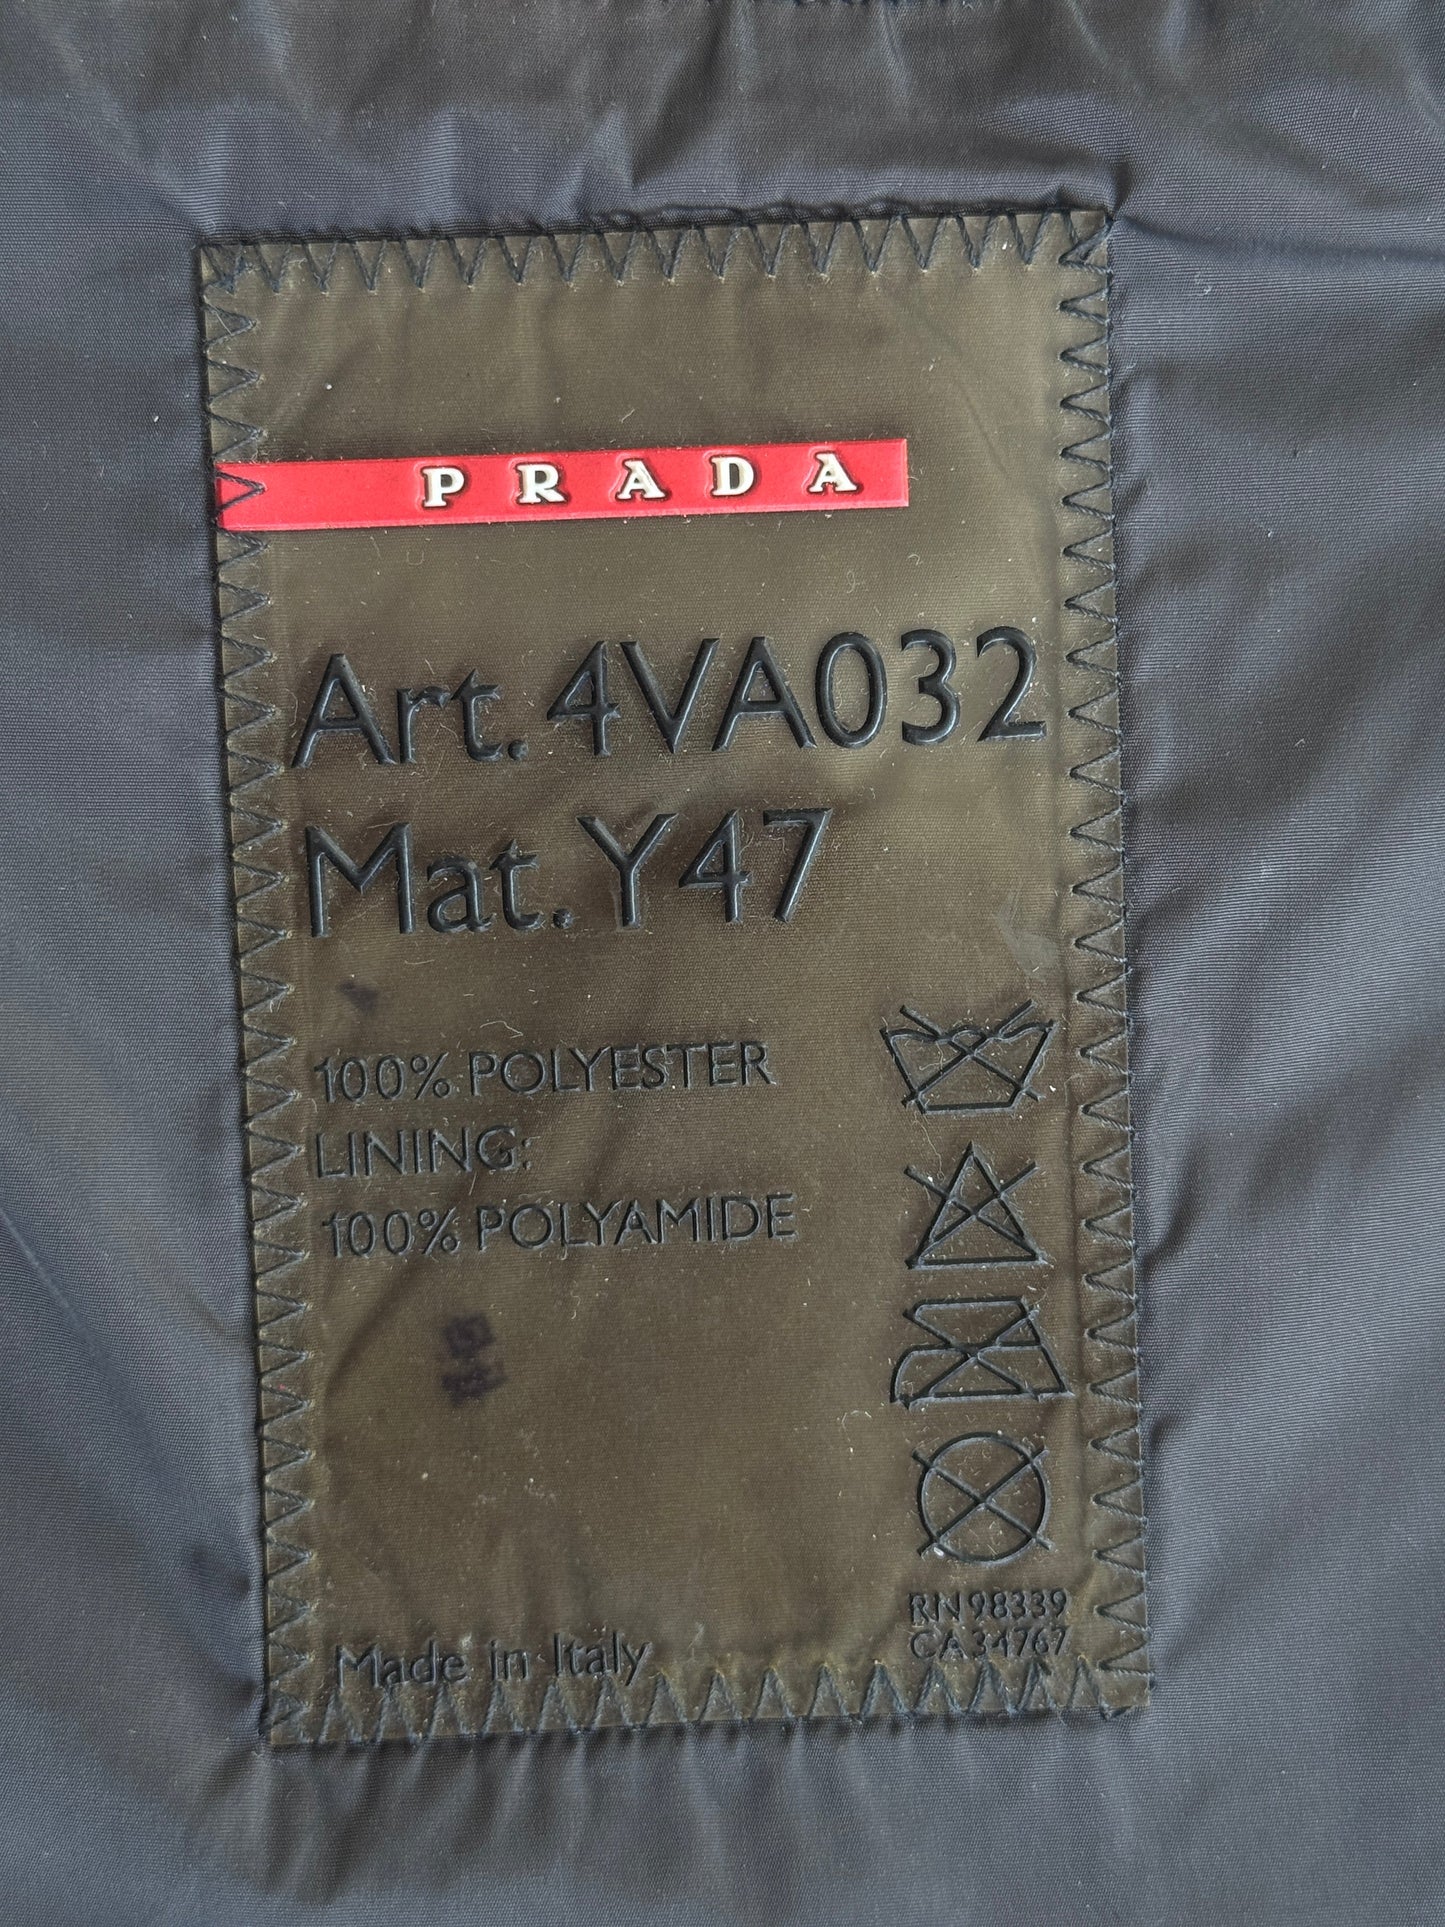 PRADA
Art. 4VA032
Mat. Y47
100% POLYESTER
LINING:
100% POLYAMIDE
RN 98339
CA 34767
Made in Italy